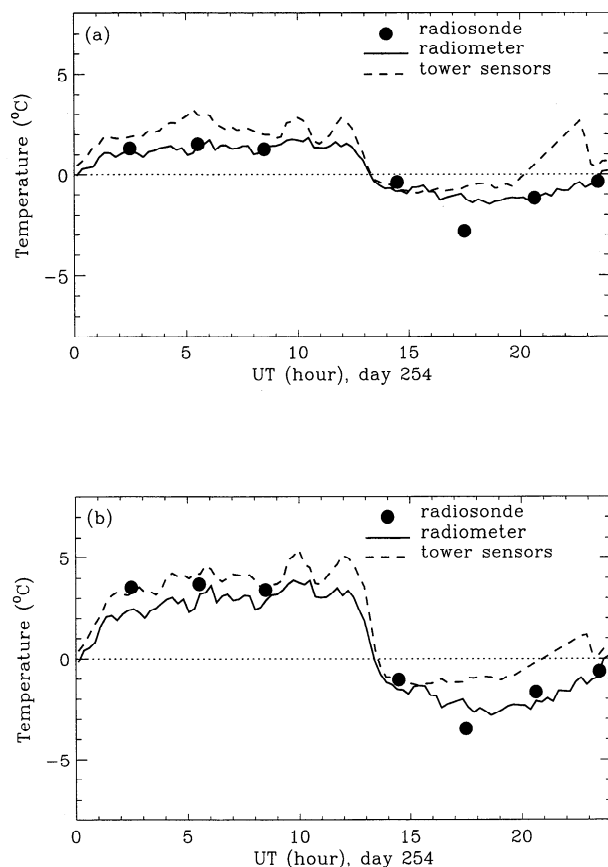 (a)
radiosonde
radiometer
tower sensors
5
0
−5
Temperature (°C)
0 5 10 15 20
UT (hour), day 254
(b)
radiosonde
radiometer
tower sensors
5
0
−5
Temperature (°C)
0 5 10 15 20
UT (hour), day 254